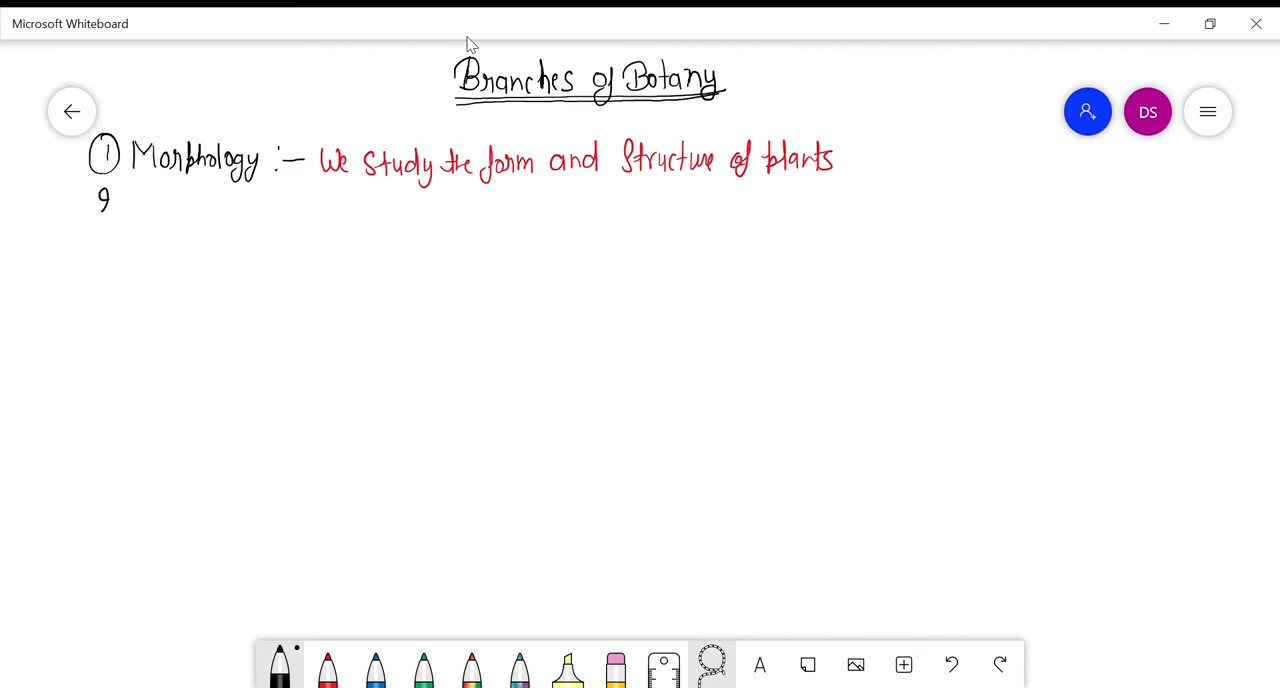 Microsoft Whiteboard
Branches of Botany
DS
① Morphology :- We study the form and structure of plants
9
A